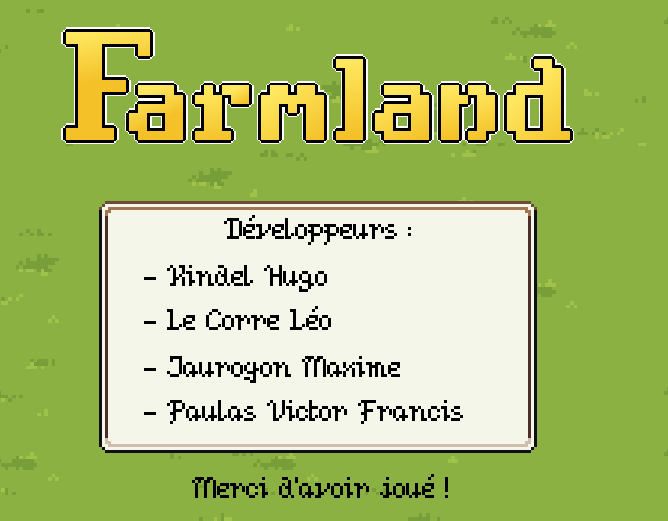 Farmland
Développeurs :
- Kindel Hugo
- Le Corre Léo
- Jauroyon Maxime
- Paulas Victor Francis
Merci d'avoir joué !